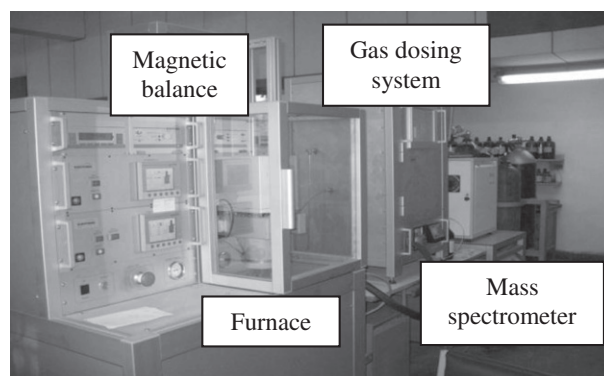 Magnetic
balance
Gas dosing
system
Furnace
Mass
spectrometer